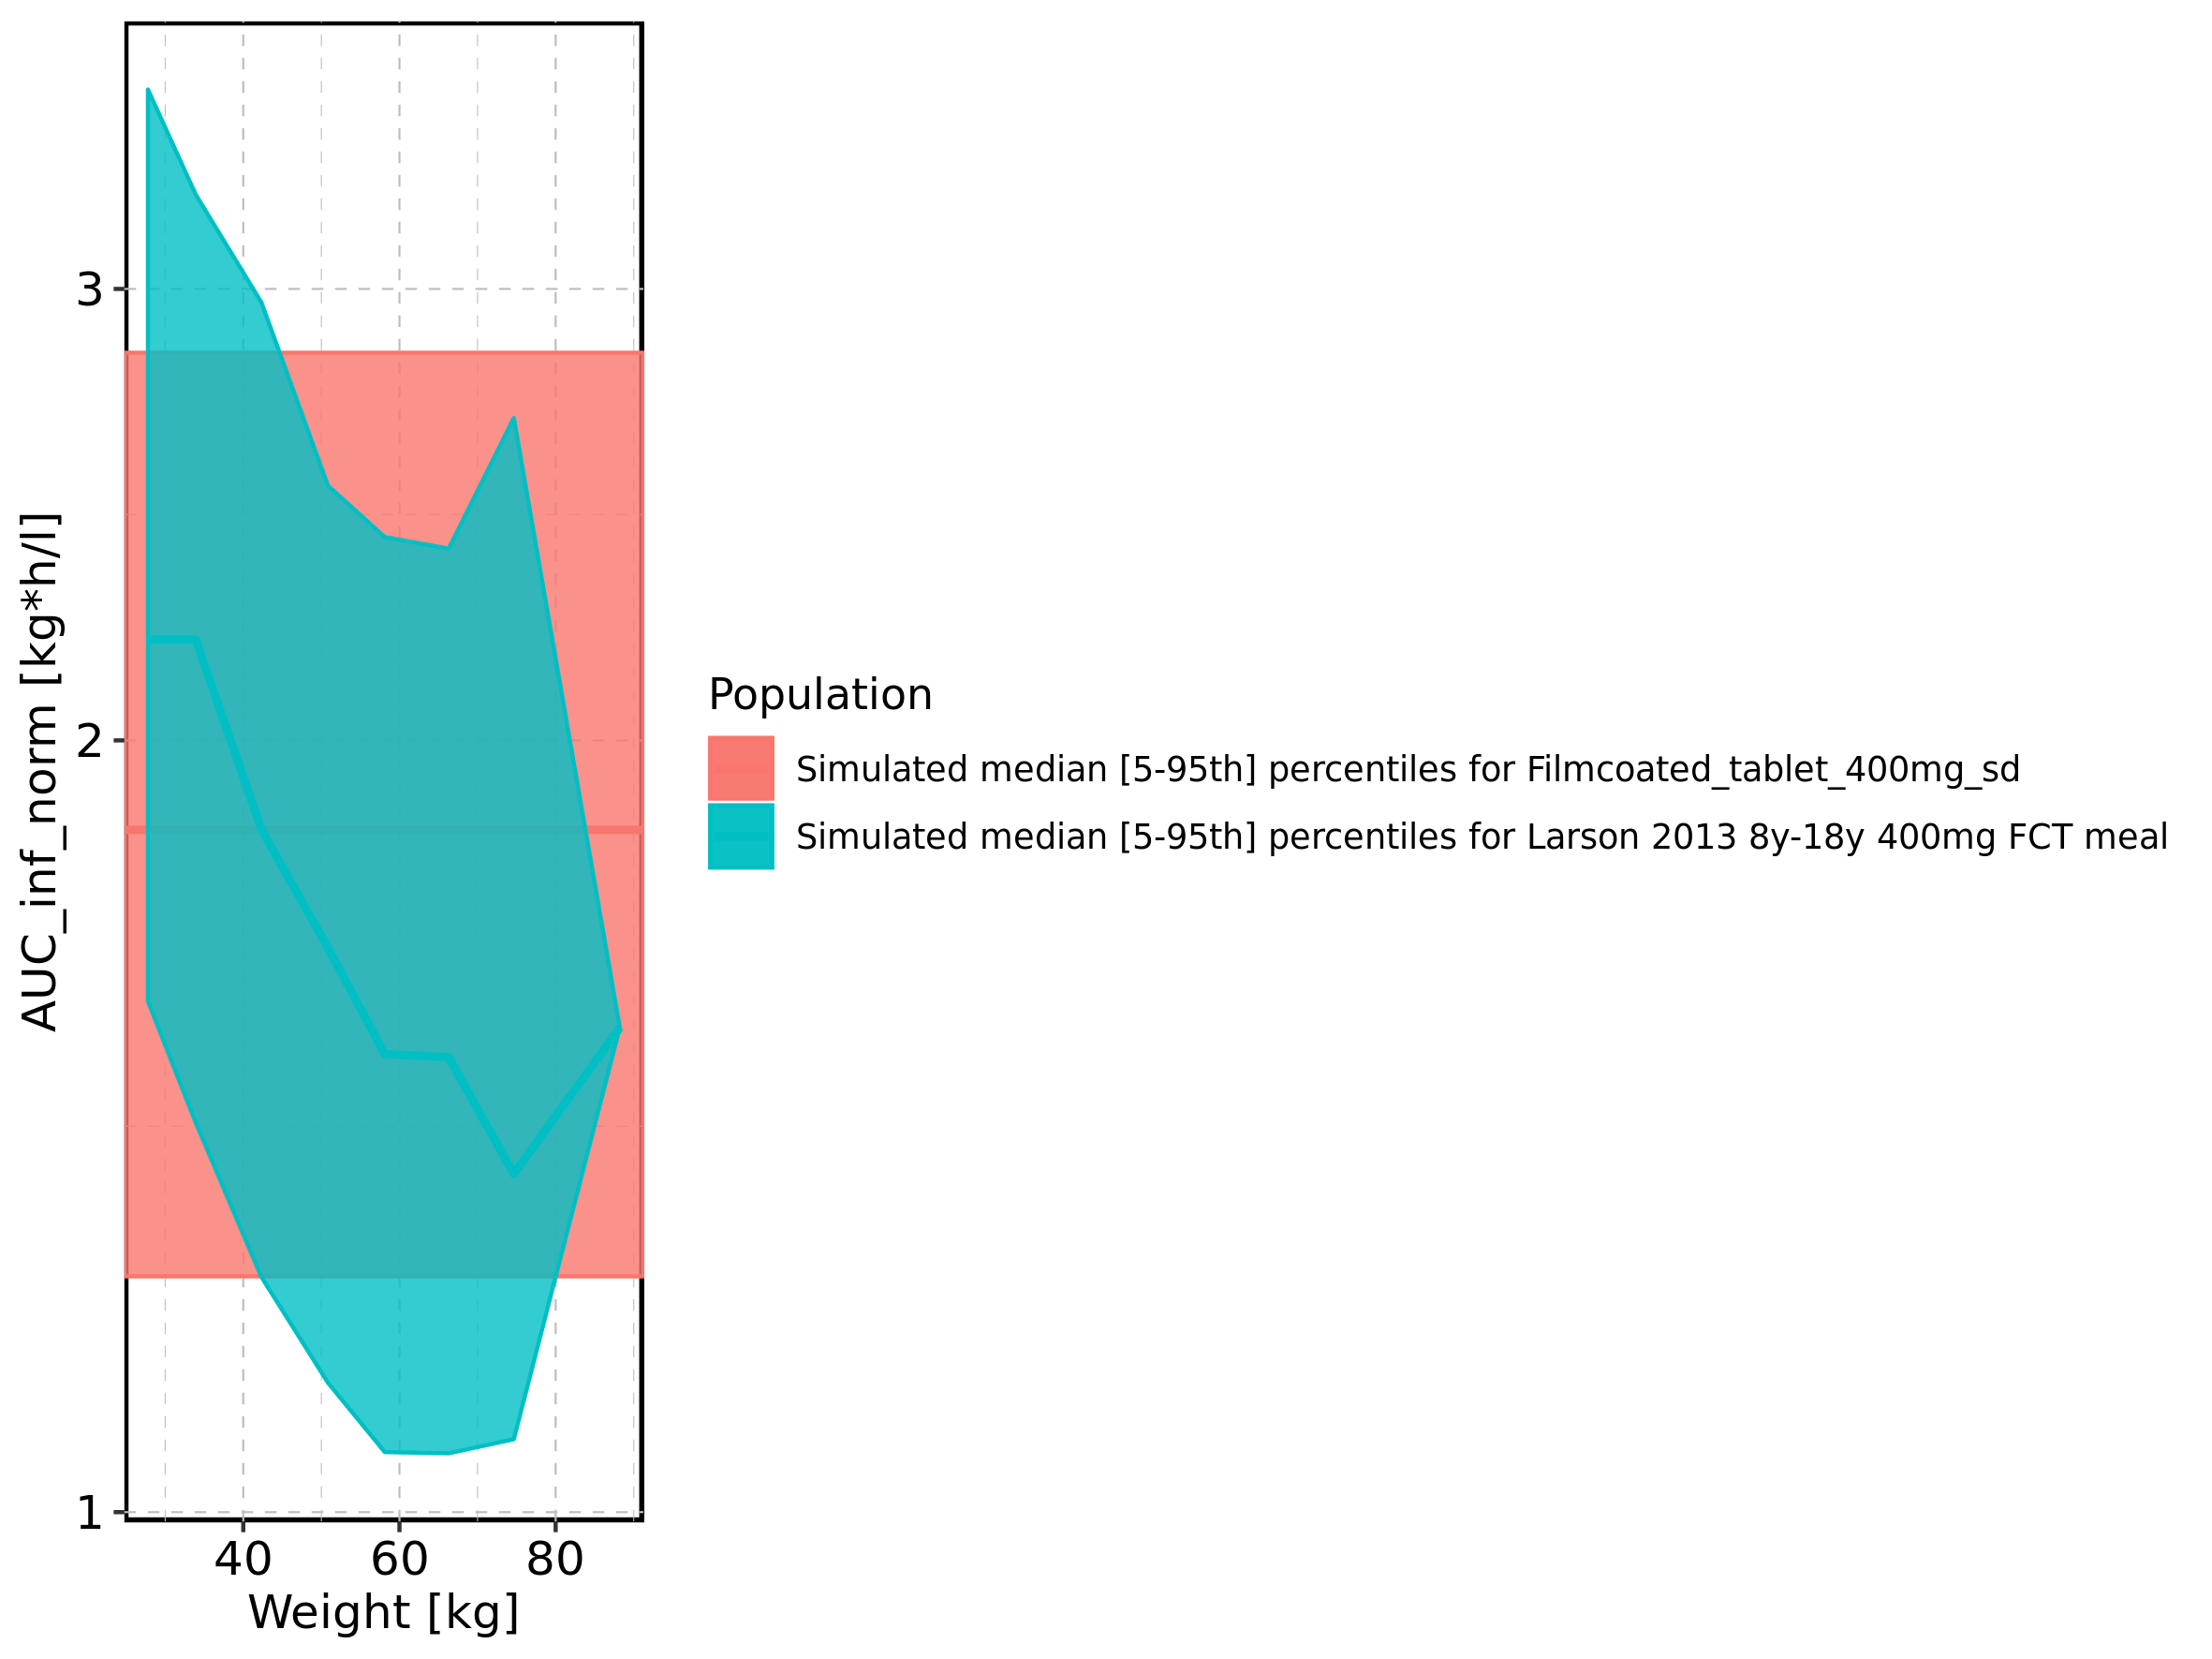 AUC_inf_norm [kg*h/l]
3
2
1
40 60 80
Weight [kg]
Population
Simulated median [5-95th] percentiles for Filmcoated_tablet_400mg_sd
Simulated median [5-95th] percentiles for Larson 2013 8y-18y 400mg FCT meal